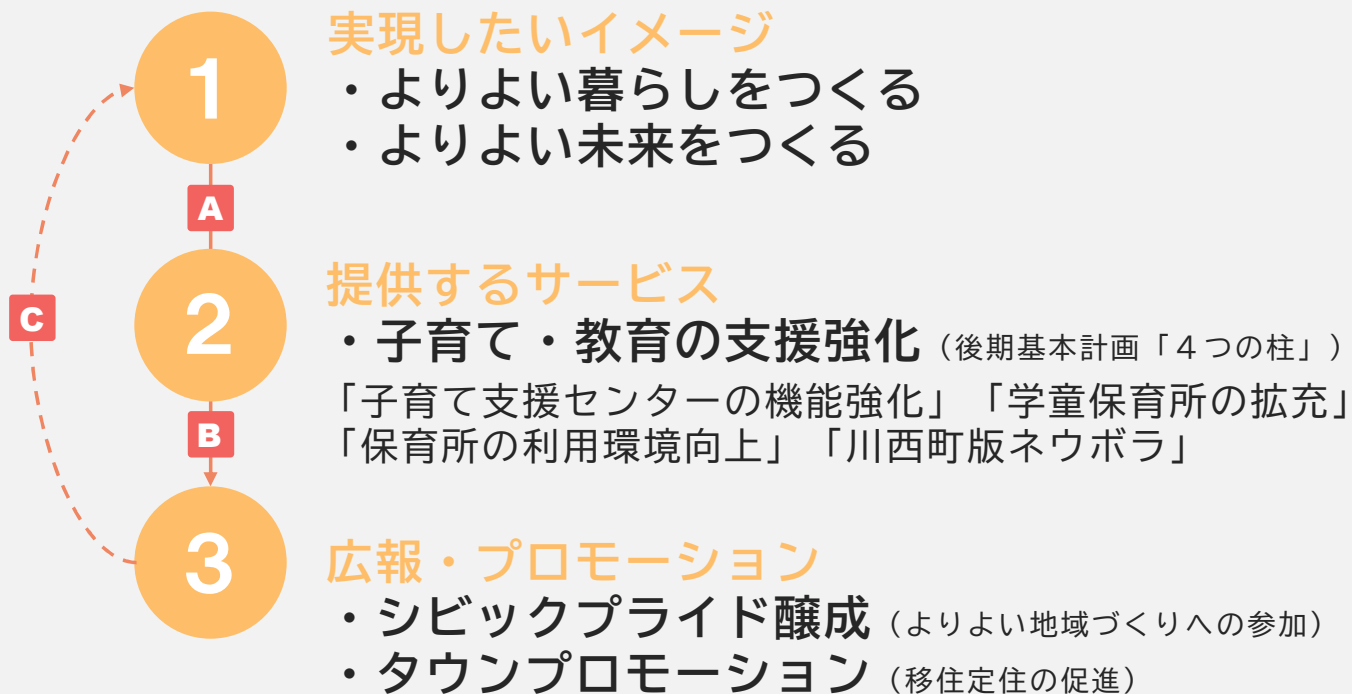 1
実現したいイメージ
・よりよい暮らしをつくる
・よりよい未来をつくる
A
2
提供するサービス
・子育て・教育の支援強化（後期基本計画「４つの柱」）
「子育て支援センターの機能強化」「学童保育所の拡充」
「保育所の利用環境向上」「川西町版ネウボラ」
B
C
3
広報・プロモーション
・シビックプライド醸成（よりよい地域づくりへの参加）
・タウンプロモーション（移住定住の促進）